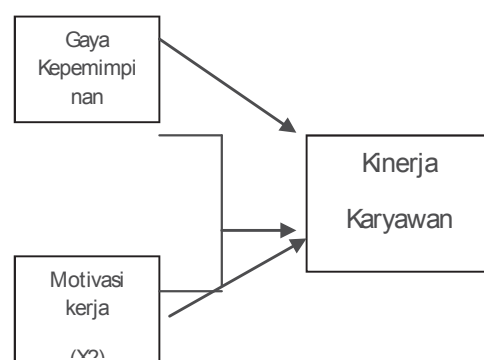 Gaya
Kepemimpi
nan
Kinerja
Karyawan
Motivasi
kerja
(X2)